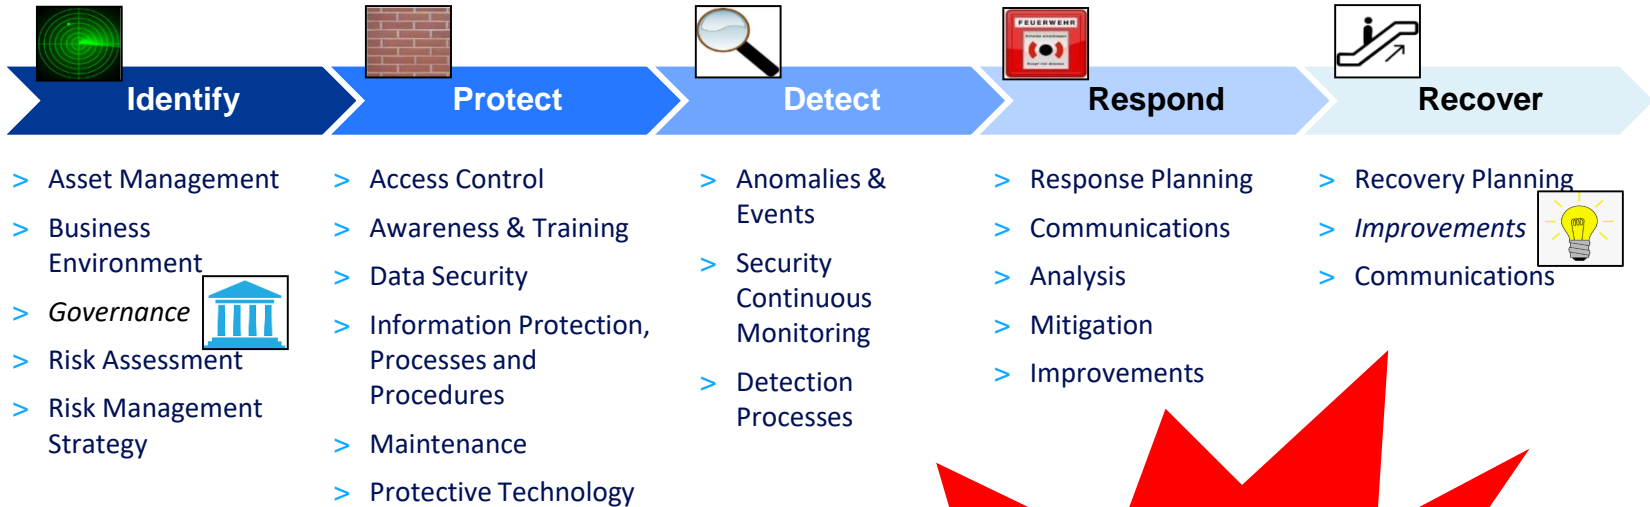 FEUERWEHR
Identify
Protect
Detect
Respond
Recover
> Asset Management
> Business
Environment
> Governance
> Risk Assessment
> Risk Management
Strategy
> Access Control
> Awareness & Training
> Data Security
> Information Protection,
Processes and
Procedures
> Maintenance
> Protective Technology
> Anomalies &
Events
> Security
Continuous
Monitoring
> Detection
Processes
> Response Planning
> Communications
> Analysis
> Mitigation
> Improvements
> Recovery Planning
> Improvements
> Communications